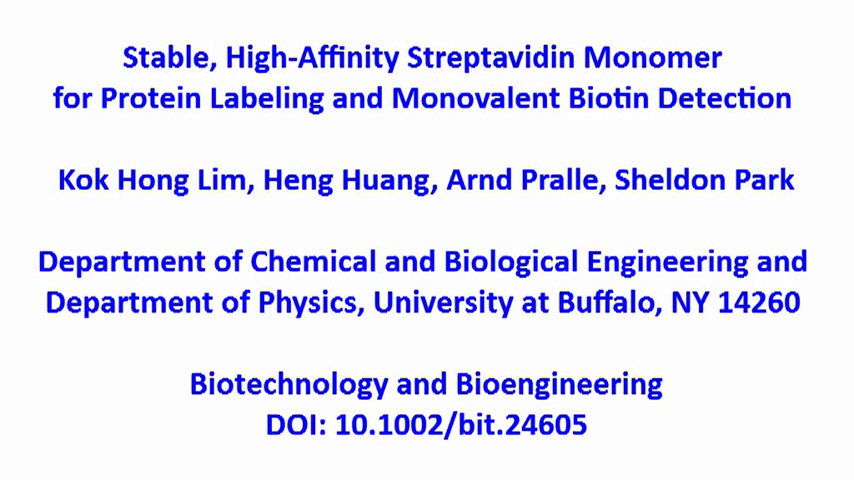 Stable, High-Affinity Streptavidin Monomer
for Protein Labeling and Monovalent Biotin Detection
Kok Hong Lim, Heng Huang, Arnd Pralle, Sheldon Park
Department of Chemical and Biological Engineering and
Department of Physics, University at Buffalo, NY 14260
Biotechnology and Bioengineering
DOI: 10.1002/bit.24605